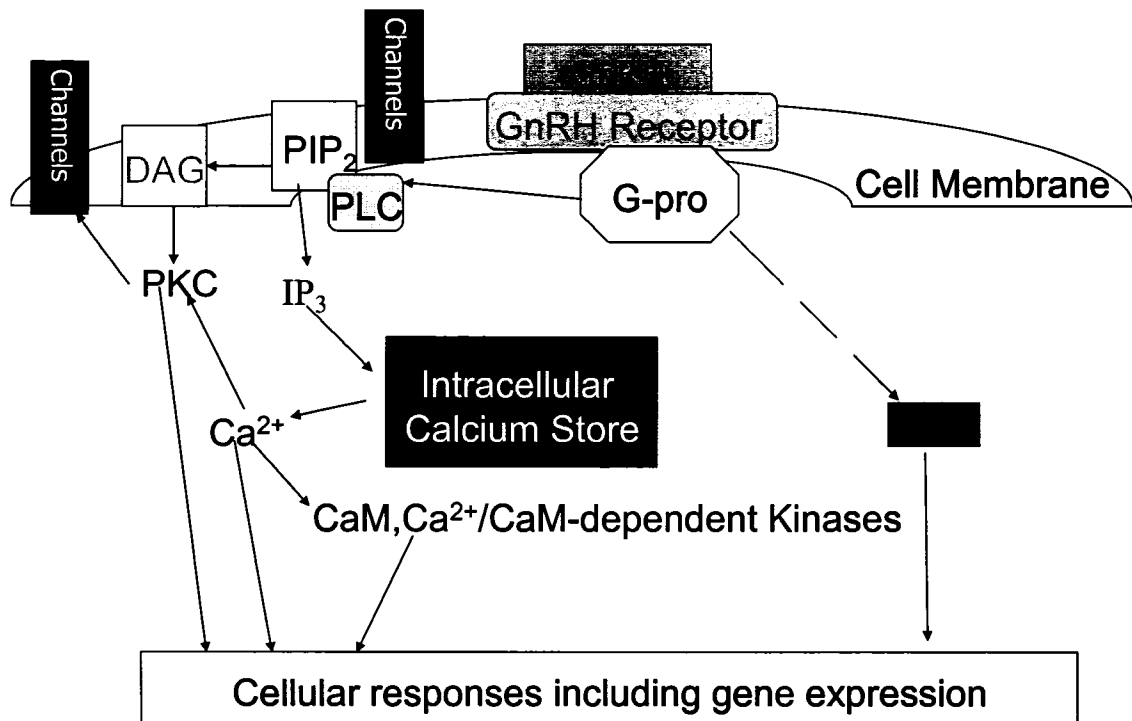 Channels
Channels
GnRH Receptor
DAG
PIP₂
PLC
G-pro
Cell Membrane
PKC
IP₃
Intracellular
Calcium Store
Ca²⁺
CaM,Ca²⁺/CaM-dependent Kinases
Cellular responses including gene expression